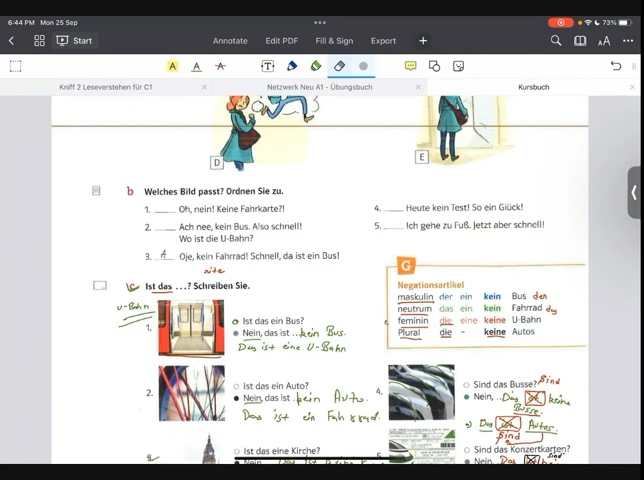 6:44 PM Mon 25 Sep
73%
Start
Annotate
Edit PDF
Fill & Sign
Export
Kniff 2 Leseverstehen für C1
Netzwerk Neu A1 - Übungsbuch
Kursbuch
D
E
b Welches Bild passt? Ordnen Sie zu.
1. ____ Oh, nein! Keine Fahrkarte?!
2. ____ Ach nee, kein Bus. Also schnell!
Wo ist die U-Bahn?
3. A Oje, kein Fahrrad! Schnell, da ist ein Bus!
4. ____ Heute kein Test! So ein Glück!
5. ____ Ich gehe zu Fuß. Jetzt aber schnell!
c Ist das ...? Schreiben Sie.
U-Bahn
1.
Ist das ein Bus?
Nein, das ist ... kein Bus.
Das ist eine U-Bahn
2.
Ist das ein Auto?
Nein, das ist kein Auto.
Das ist ein Fahrrad.
Ist das eine Kirche?
Nein
G
Negationsartikel
maskulin der ein kein Bus der
neutrum das ein kein Fahrrad das
feminin die eine keine U-Bahn
Plural die - keine Autos
4.
Sind das Busse? sind
Nein, .. Das keine
Busse.
Das Autos.
sind
5
Sind das Konzertkarten?
Nein, Das sind